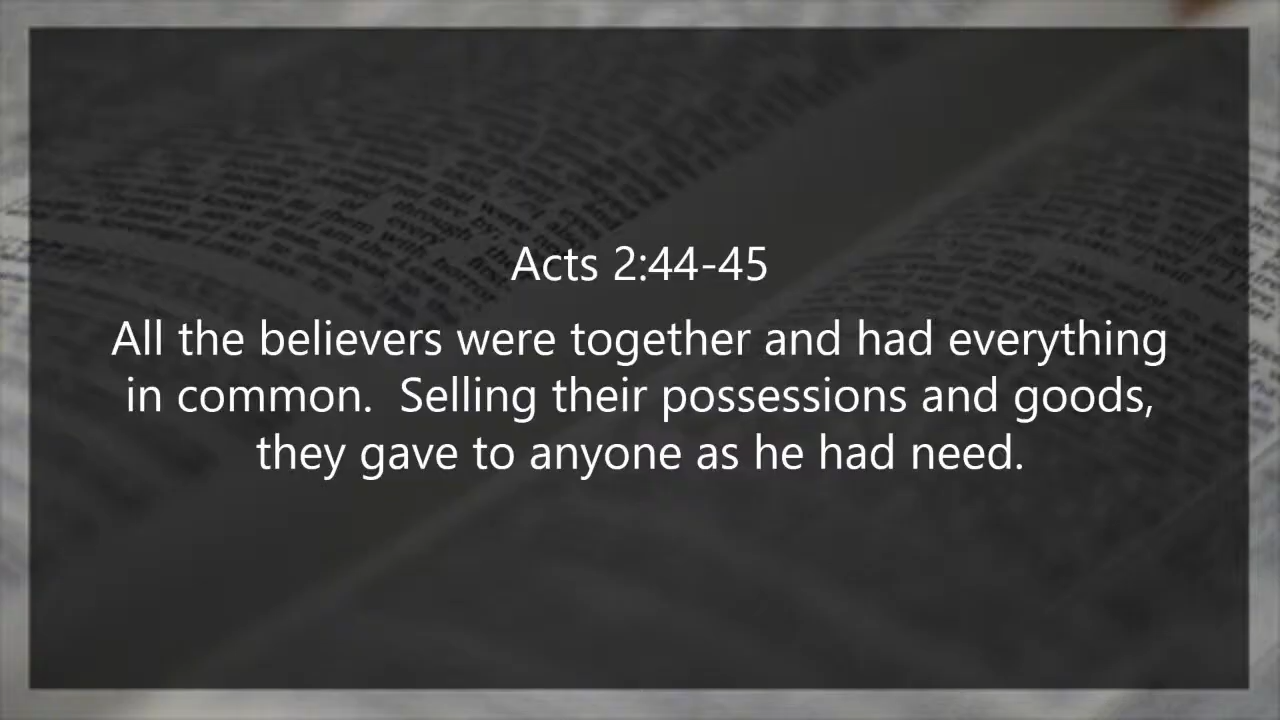 Acts 2:44-45
All the believers were together and had everything
in common.  Selling their possessions and goods,
they gave to anyone as he had need.